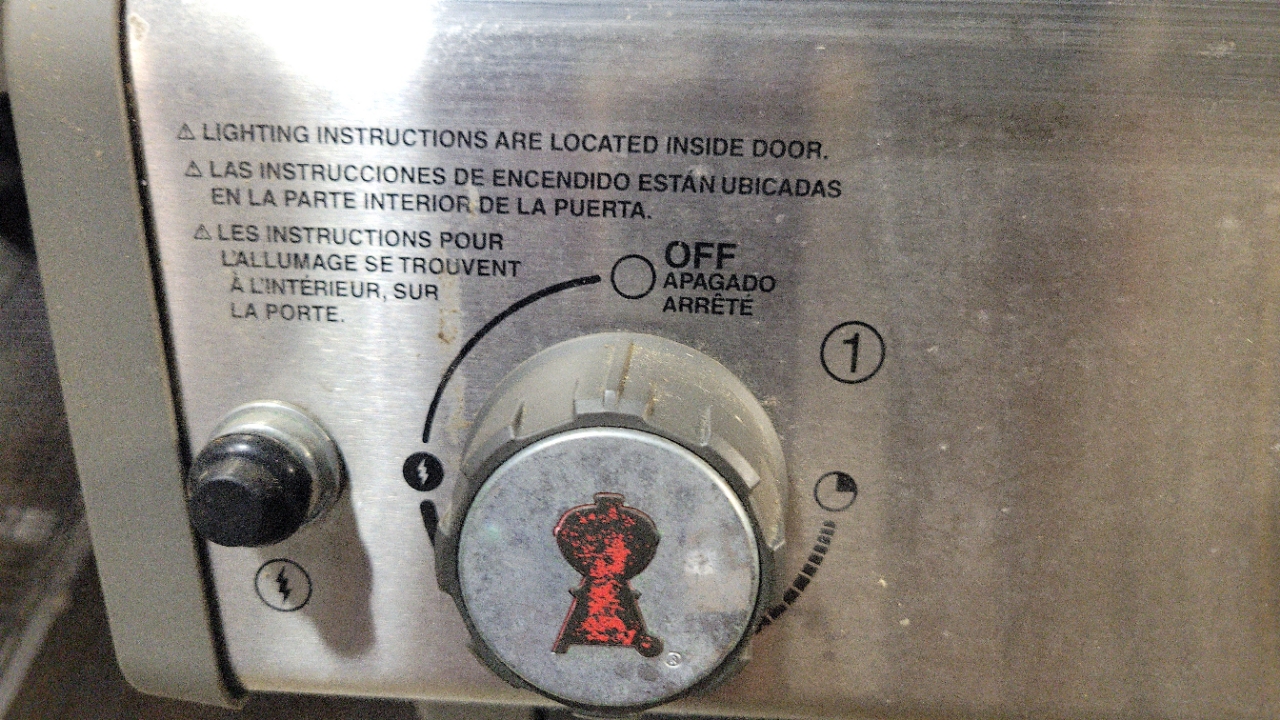 ⚠ LIGHTING INSTRUCTIONS ARE LOCATED INSIDE DOOR.
⚠ LAS INSTRUCCIONES DE ENCENDIDO ESTÁN UBICADAS
EN LA PARTE INTERIOR DE LA PUERTA.
⚠ LES INSTRUCTIONS POUR
L'ALLUMAGE SE TROUVENT
À L'INTÉRIEUR, SUR
LA PORTE.
OFF
APAGADO
ARRÊTÉ
1
®